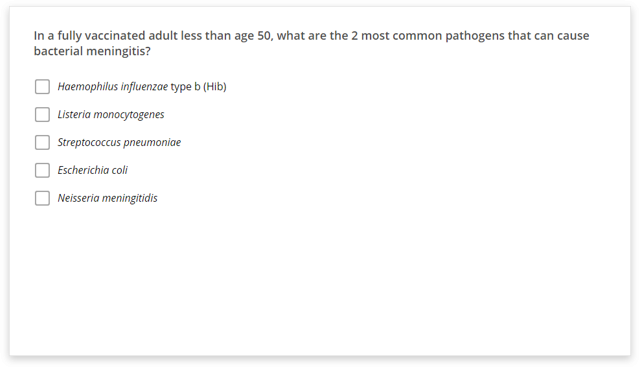 In a fully vaccinated adult less than age 50, what are the 2 most common pathogens that can cause
bacterial meningitis?
Haemophilus influenzae type b (Hib)
Listeria monocytogenes
Streptococcus pneumoniae
Escherichia coli
Neisseria meningitidis